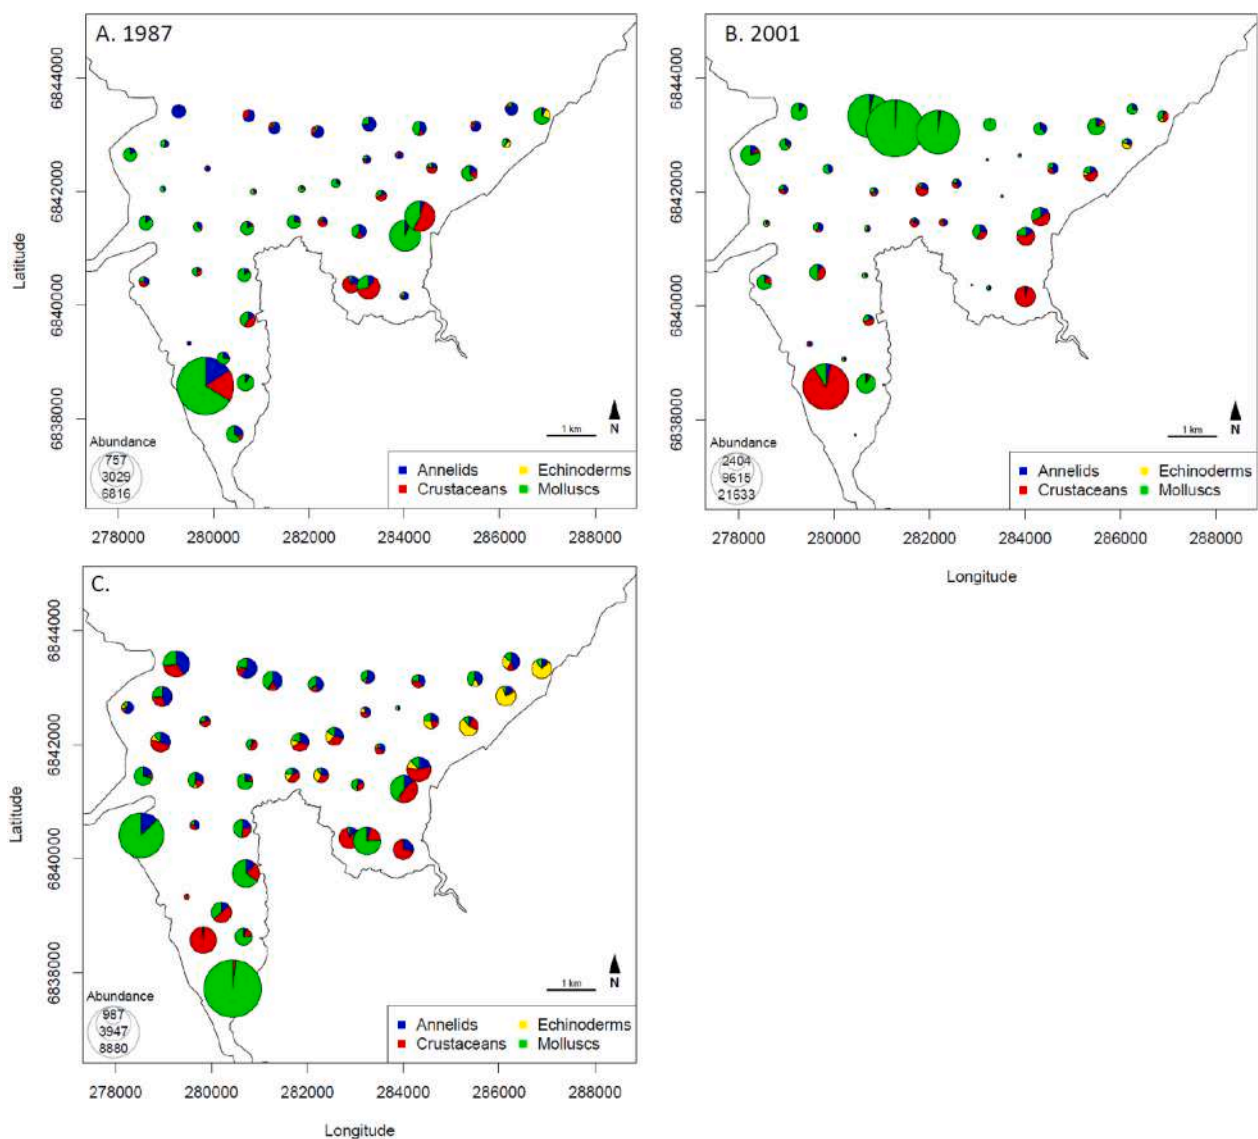 A. 1987
Latitude
6844000
6842000
6840000
6838000
Abundance
757
3029
6816
1 km
N
Annelids
Echinoderms
Crustaceans
Molluscs
278000 280000 282000 284000 286000 288000
B. 2001
Latitude
6844000
6842000
6840000
6838000
Abundance
2404
9615
21633
1 km
N
Annelids
Echinoderms
Crustaceans
Molluscs
278000 280000 282000 284000 286000 288000
Longitude
C.
Latitude
6844000
6842000
6840000
6838000
Abundance
987
3947
8880
1 km
N
Annelids
Echinoderms
Crustaceans
Molluscs
278000 280000 282000 284000 286000 288000
Longitude